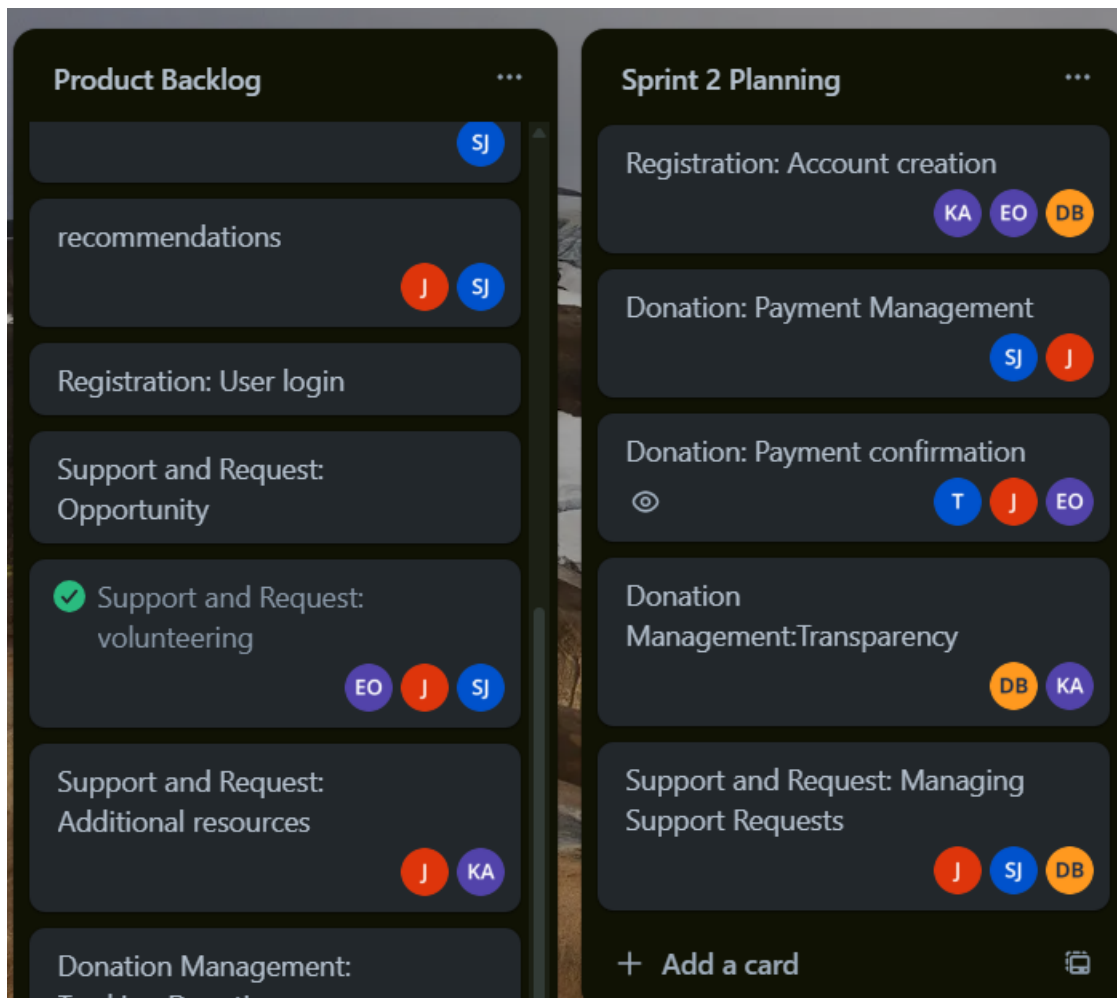 Product Backlog
SJ
recommendations
J SJ
Registration: User login
Support and Request:
Opportunity
Support and Request:
volunteering
EO J SJ
Support and Request:
Additional resources
J KA
Donation Management:
Sprint 2 Planning
Registration: Account creation
KA EO DB
Donation: Payment Management
SJ J
Donation: Payment confirmation
T J EO
Donation
Management:Transparency
DB KA
Support and Request: Managing
Support Requests
J SJ DB
+ Add a card